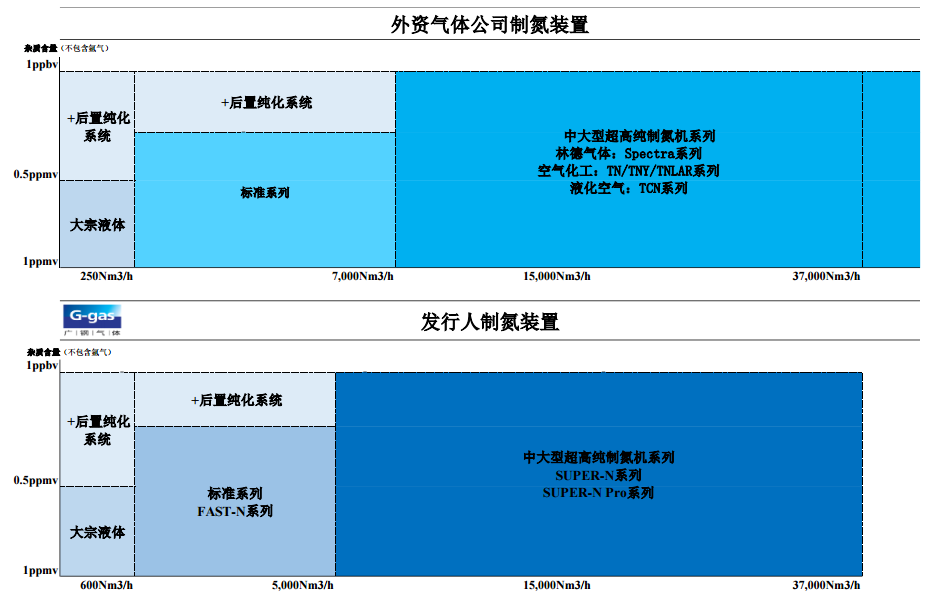 外资气体公司制氮装置
杂质含量（不包含氩气）
1ppbv
+后置纯化
系统
+后置纯化系统
中大型超高纯制氮机系列
林德气体：Spectra系列
空气化工：TN/TNY/TNLAR系列
液化空气：TCN系列
0.5ppmv
标准系列
大宗液体
1ppmv
250Nm3/h
7,000Nm3/h
15,000Nm3/h
37,000Nm3/h
G-gas
广|钢|气|体
发行人制氮装置
杂质含量（不包含氩气）
1ppbv
+后置纯化
系统
+后置纯化系统
中大型超高纯制氮机系列
SUPER-N系列
SUPER-N Pro系列
0.5ppmv
标准系列
FAST-N系列
大宗液体
1ppmv
600Nm3/h
5,000Nm3/h
15,000Nm3/h
37,000Nm3/h